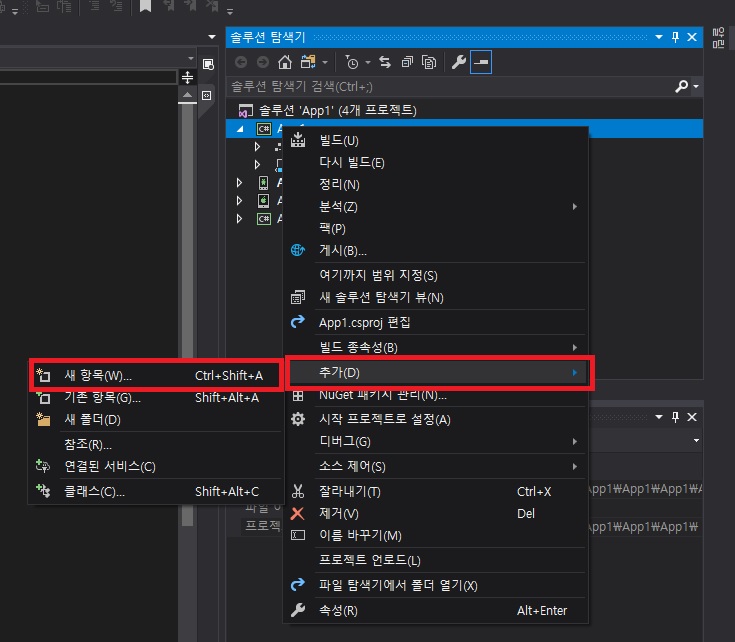 솔루션 탐색기
알림
솔루션 탐색기 검색(Ctrl+;)
솔루션 'App1' (4개 프로젝트)
빌드(U)
다시 빌드(E)
정리(N)
분석(Z)
팩(P)
게시(B)...
여기까지 범위 지정(S)
새 솔루션 탐색기 뷰(N)
App1.csproj 편집
빌드 종속성(B)
추가(D)
NuGet 패키지 관리(N)...
시작 프로젝트로 설정(A)
디버그(G)
소스 제어(S)
잘라내기(T) Ctrl+X
제거(V) Del
이름 바꾸기(M)
프로젝트 언로드(L)
파일 탐색기에서 폴더 열기(X)
속성(R) Alt+Enter
새 항목(W)... Ctrl+Shift+A
기존 항목(G)... Shift+Alt+A
새 폴더(D)
참조(R)...
연결된 서비스(C)
클래스(C)... Shift+Alt+C
프로젝